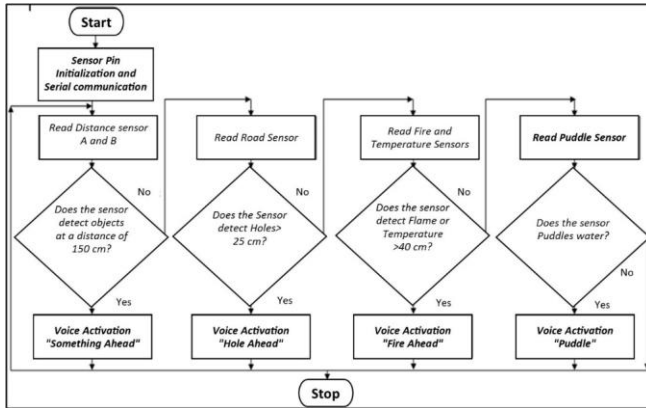 Start
Sensor Pin
Initialization and
Serial communication
Read Distance sensor
A and B
Read Road Sensor
Read Fire and
Temperature Sensors
Read Puddle Sensor
No
No
No
Does the sensor
detect objects
at a distance of
150 cm?
Does the Sensor
detect Holes>
25 cm?
Does the sensor
detect Flame or
Temperature
>40 cm?
Does the sensor
Puddles water?
No
Yes
Yes
Yes
Yes
Voice Activation
"Something Ahead"
Voice Activation
"Hole Ahead"
Voice Activation
"Fire Ahead"
Voice Activation
"Puddle"
Stop